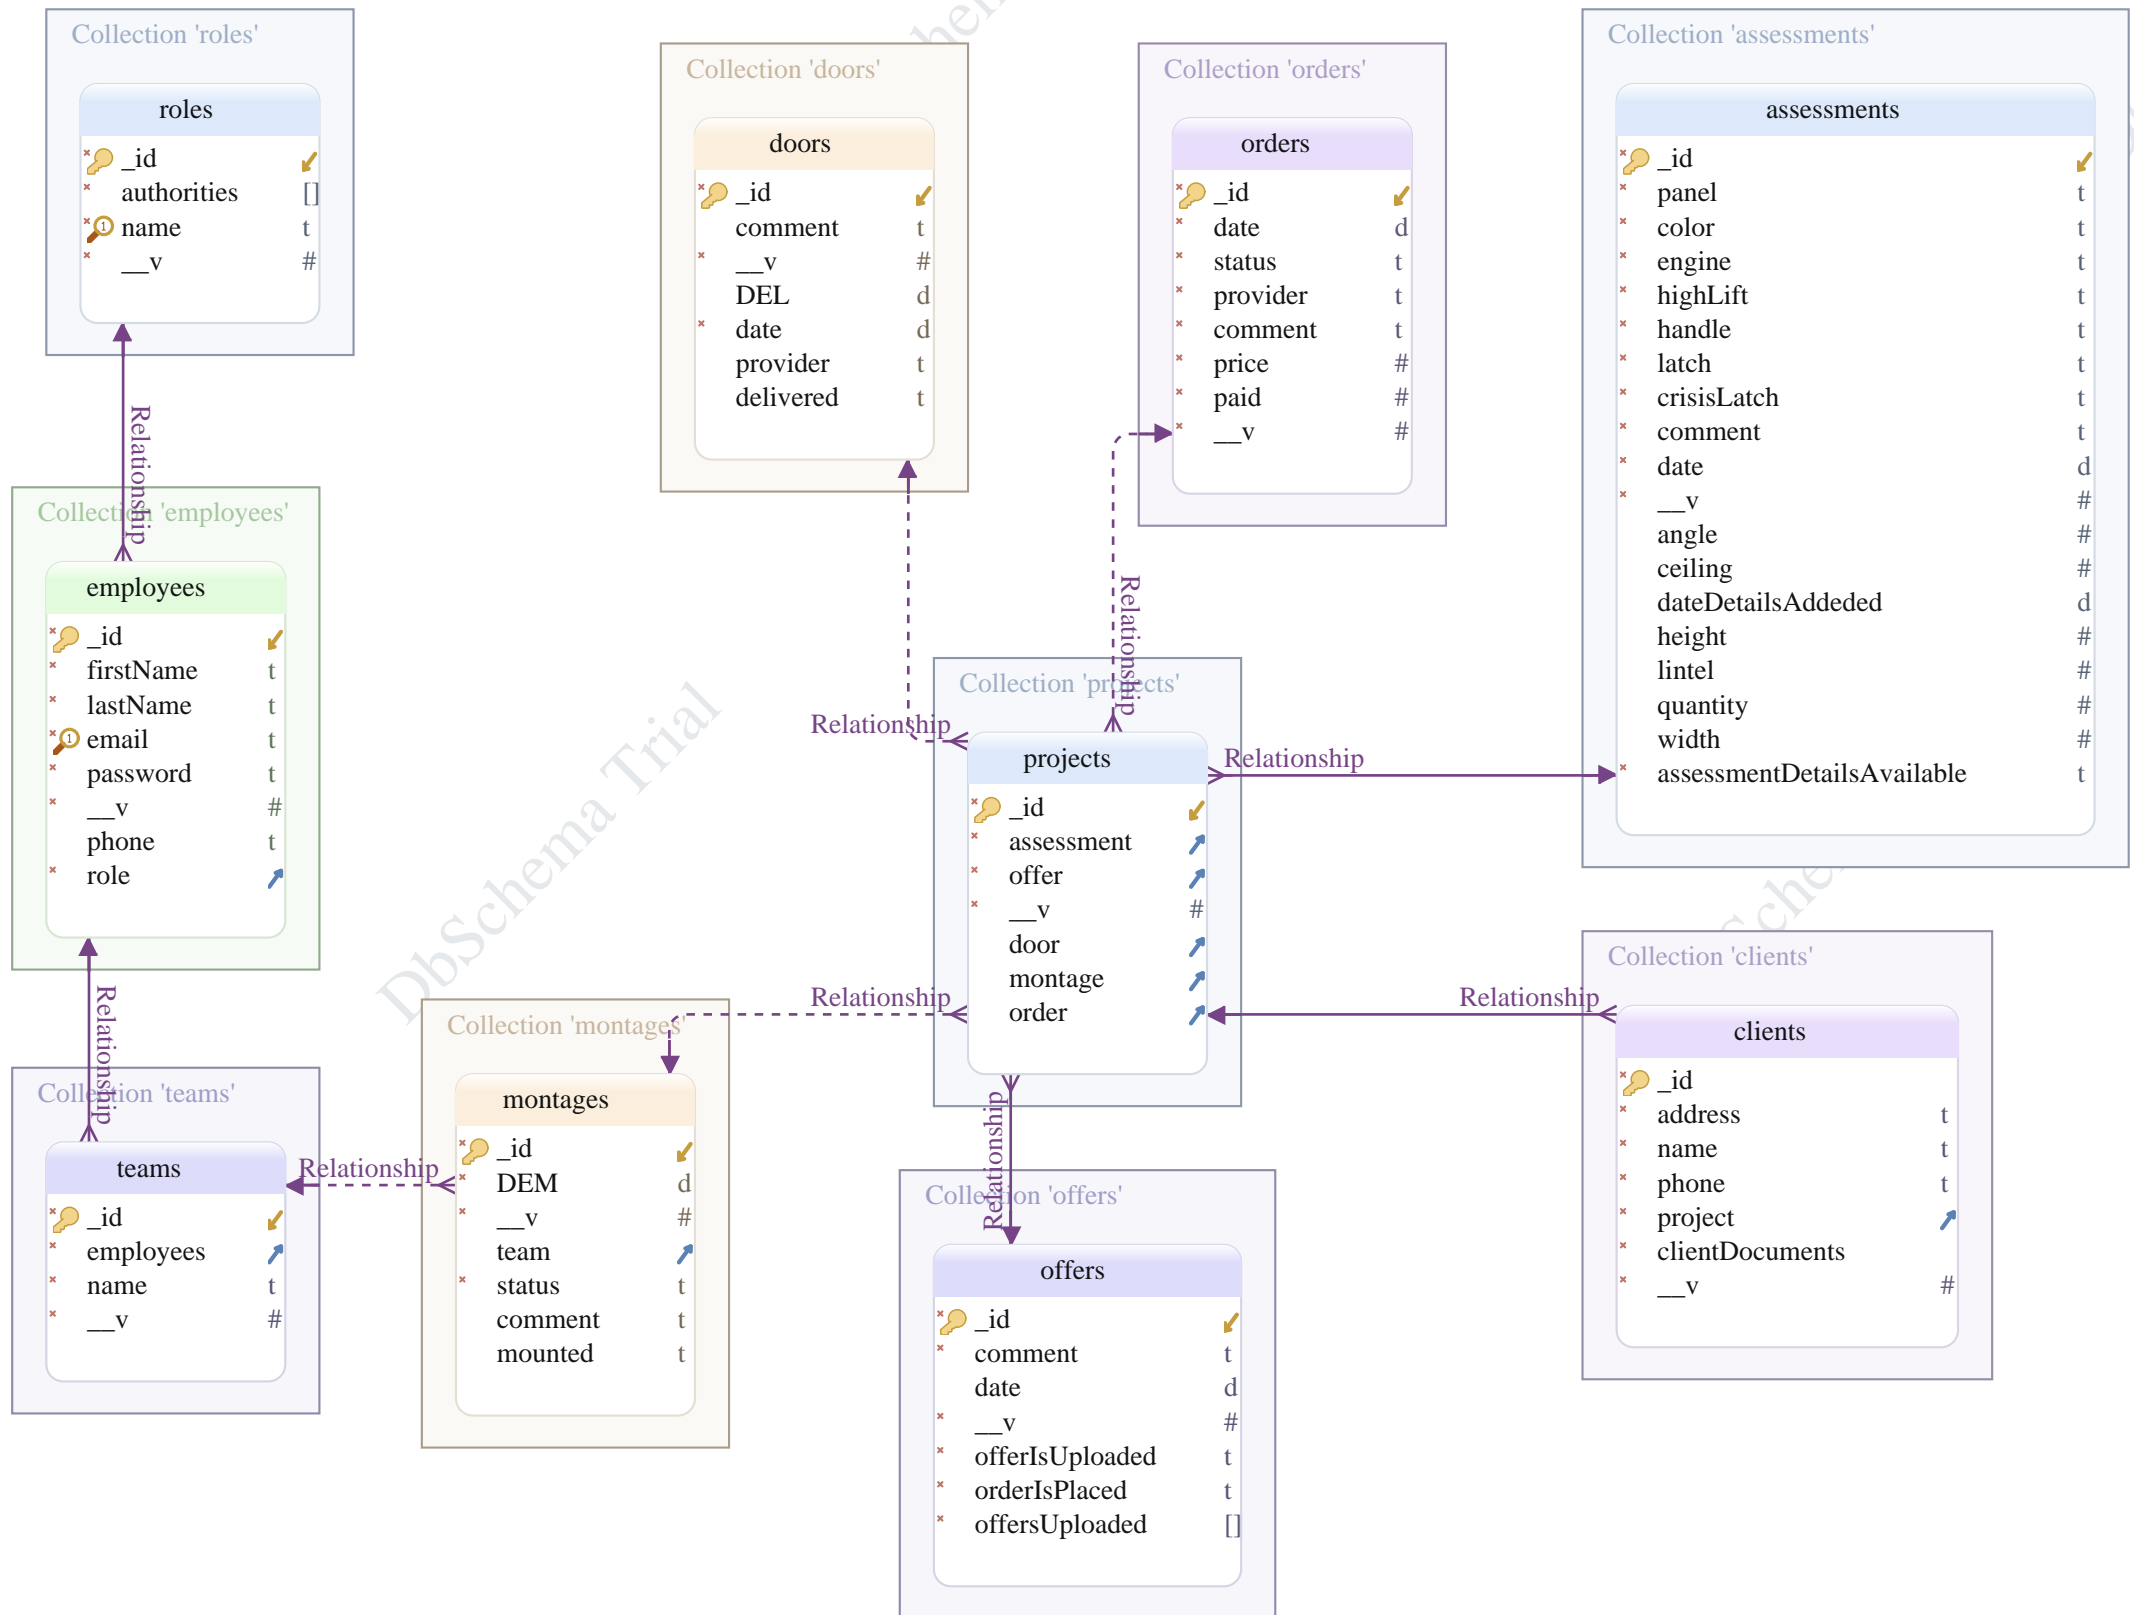 Collection 'roles'
roles
_id
authorities []
name t
__v #
Relationship
Collection 'employees'
employees
_id
firstName t
lastName t
email t
password t
__v #
phone t
role
Relationship
Collection 'teams'
teams
_id
employees
name t
__v #
Relationship
Collection 'montages'
montages
_id
DEM d
__v #
team
status t
comment t
mounted t
Relationship
Collection 'doors'
doors
_id
comment t
__v #
DEL d
date d
provider t
delivered t
Relationship
Collection 'orders'
orders
_id
date d
status t
provider t
comment t
price #
paid #
__v #
Relationship
Collection 'projects'
projects
_id
assessment
offer
__v #
door
montage
order
Relationship
Collection 'offers'
offers
_id
comment t
date d
__v #
offerIsUploaded t
orderIsPlaced t
offersUploaded []
Relationship
Collection 'assessments'
assessments
_id
panel t
color t
engine t
highLift t
handle t
latch t
crisisLatch t
comment t
date d
__v #
angle #
ceiling #
dateDetailsAddeded d
height #
lintel #
quantity #
width #
assessmentDetailsAvailable t
Relationship
Collection 'clients'
clients
_id
address t
name t
phone t
project
clientDocuments
__v #
DbSchema Trial